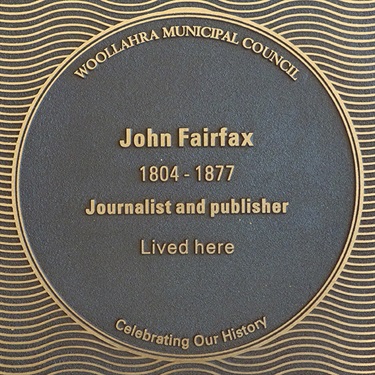 WOOLLAHRA MUNICIPAL COUNCIL
John Fairfax
1804 - 1877
Journalist and publisher
Lived here
Celebrating Our History